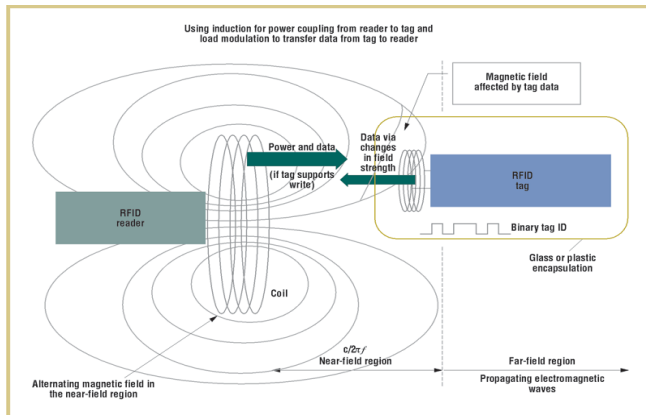 Using induction for power coupling from reader to tag and
load modulation to transfer data from tag to reader
Magnetic field
affected by tag data
Power and data
(if tag supports
write)
Data via
changes
in field
strength
RFID
reader
RFID
tag
Binary tag ID
Glass or plastic
encapsulation
Coil
c/2πf
Near-field region
Far-field region
Propagating electromagnetic
waves
Alternating magnetic field in
the near-field region